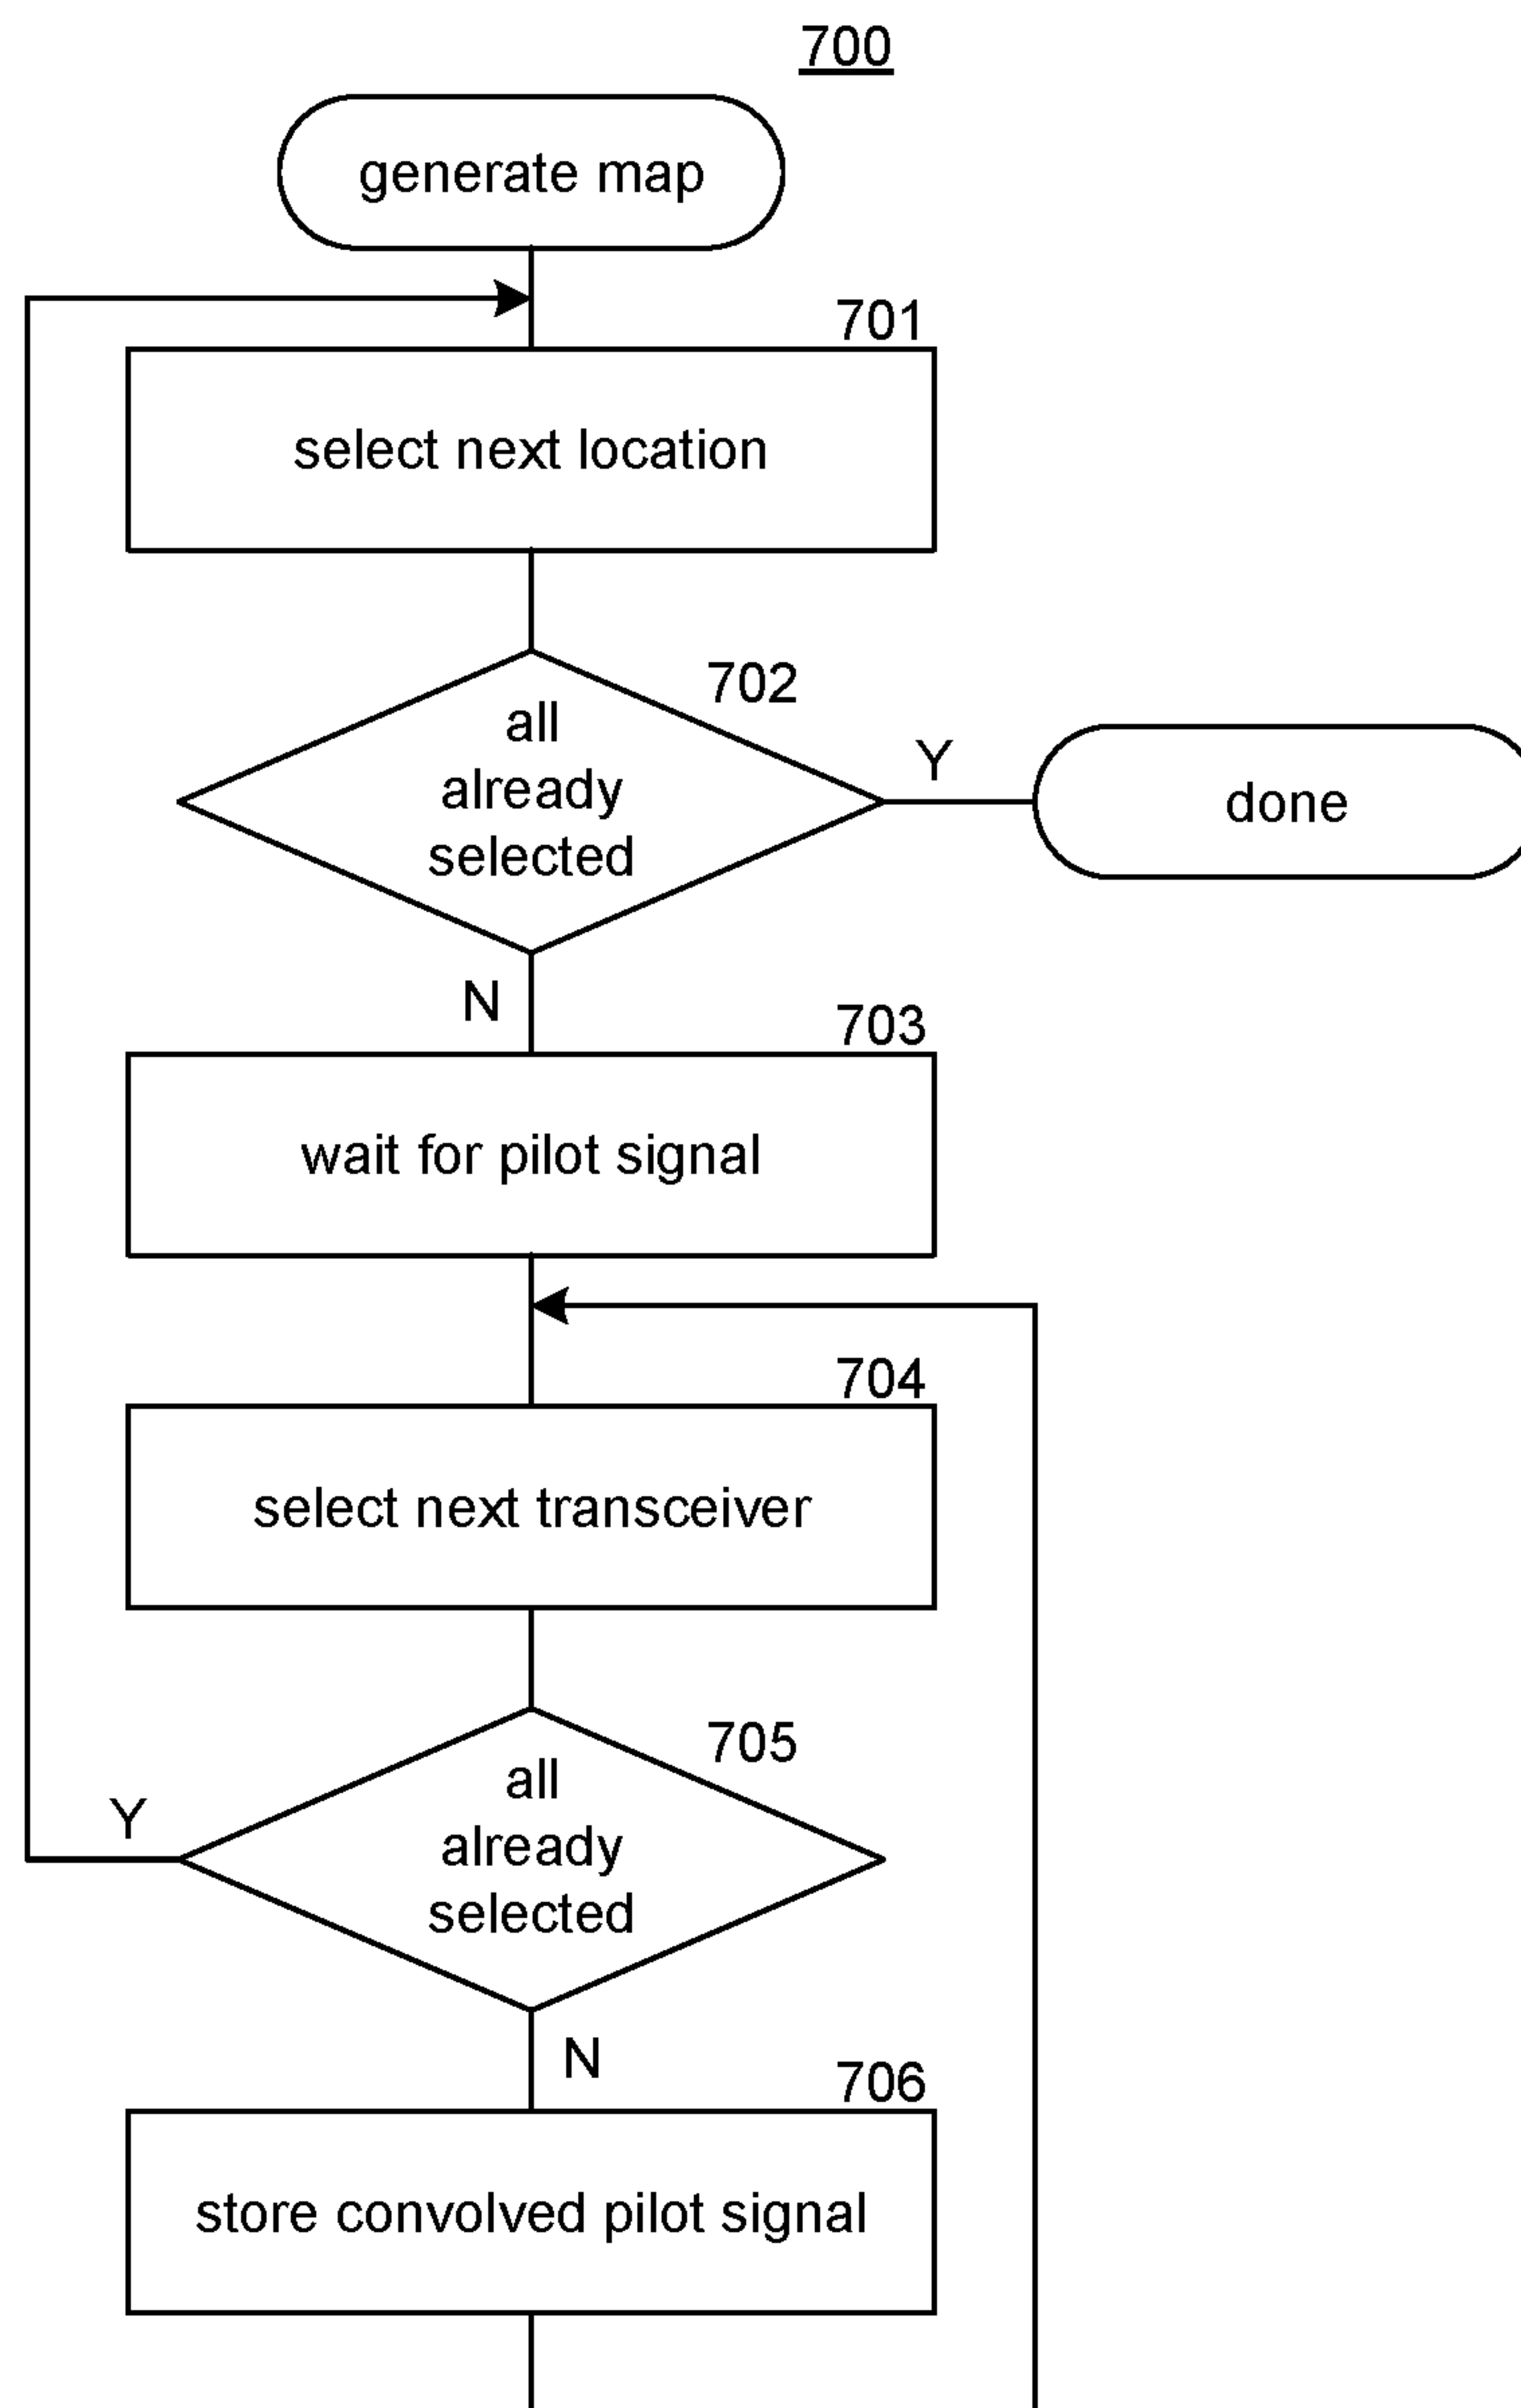 700
generate map
701
select next location
702
all
already
selected
Y
done
N
703
wait for pilot signal
704
select next transceiver
705
all
already
selected
Y
N
706
store convolved pilot signal